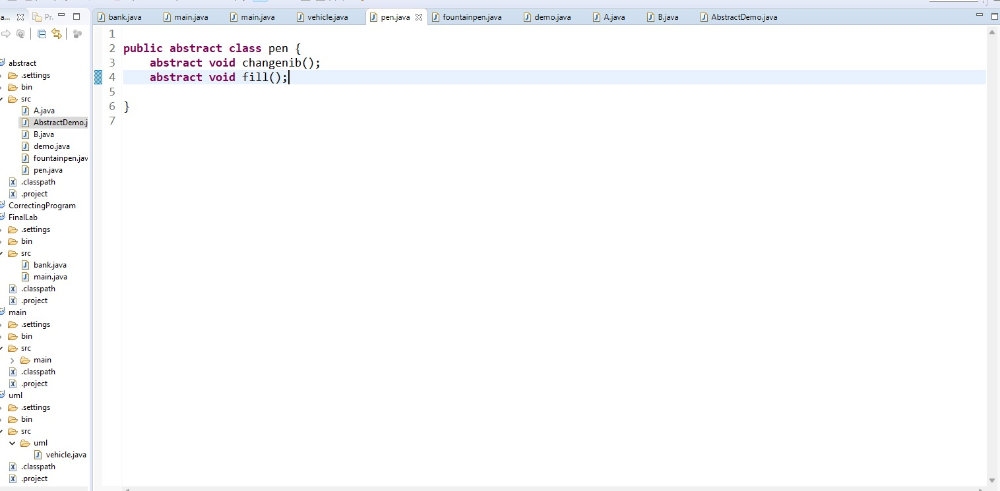 a... Pr.
bank.java main.java main.java vehicle.java pen.java fountainpen.java demo.java A.java B.java AbstractDemo.java
abstract
.settings
bin
src
A.java
AbstractDemo.j
B.java
demo.java
fountainpen.jav
pen.java
.classpath
.project
CorrectingProgram
FinalLab
.settings
bin
src
bank.java
main.java
.classpath
.project
main
.settings
bin
src
main
.classpath
.project
uml
.settings
bin
src
uml
vehicle.java
.classpath
.project
1
2 public abstract class pen {
3 abstract void changenib();
4 abstract void fill();
5
6 }
7